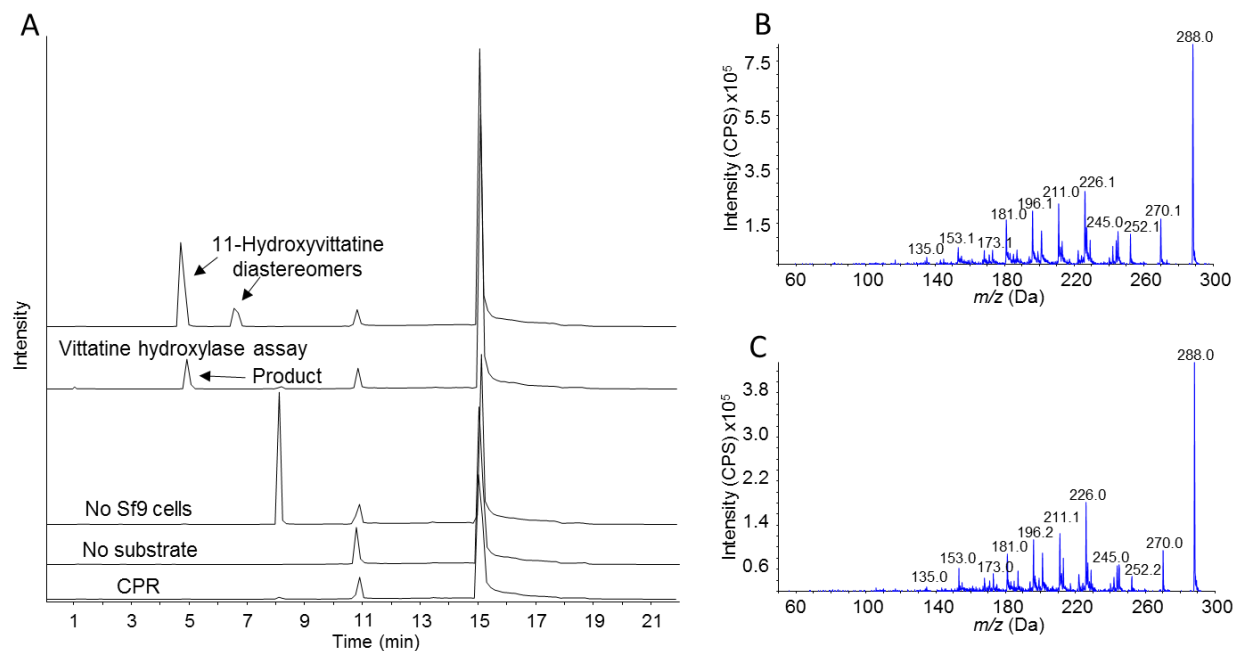 A
11-Hydroxyvittatine
diastereomers
Vittatine hydroxylase assay
Product
No Sf9 cells
No substrate
CPR
Intensity
1 3 5 7 9 11 13 15 17 19 21
Time (min)
B
Intensity (CPS) x10⁵
7.5
5.5
3.5
1.5
288.0
226.1
211.0
196.1
270.1
181.0
245.0
252.1
153.1
173.1
135.0
60 100 140 180 220 260 300
m/z (Da)
C
Intensity (CPS) x10⁵
3.8
3.0
2.2
1.4
0.6
288.0
226.0
211.1
196.2
181.0
270.0
153.0
173.0
245.0
252.2
135.0
60 100 140 180 220 260 300
m/z (Da)